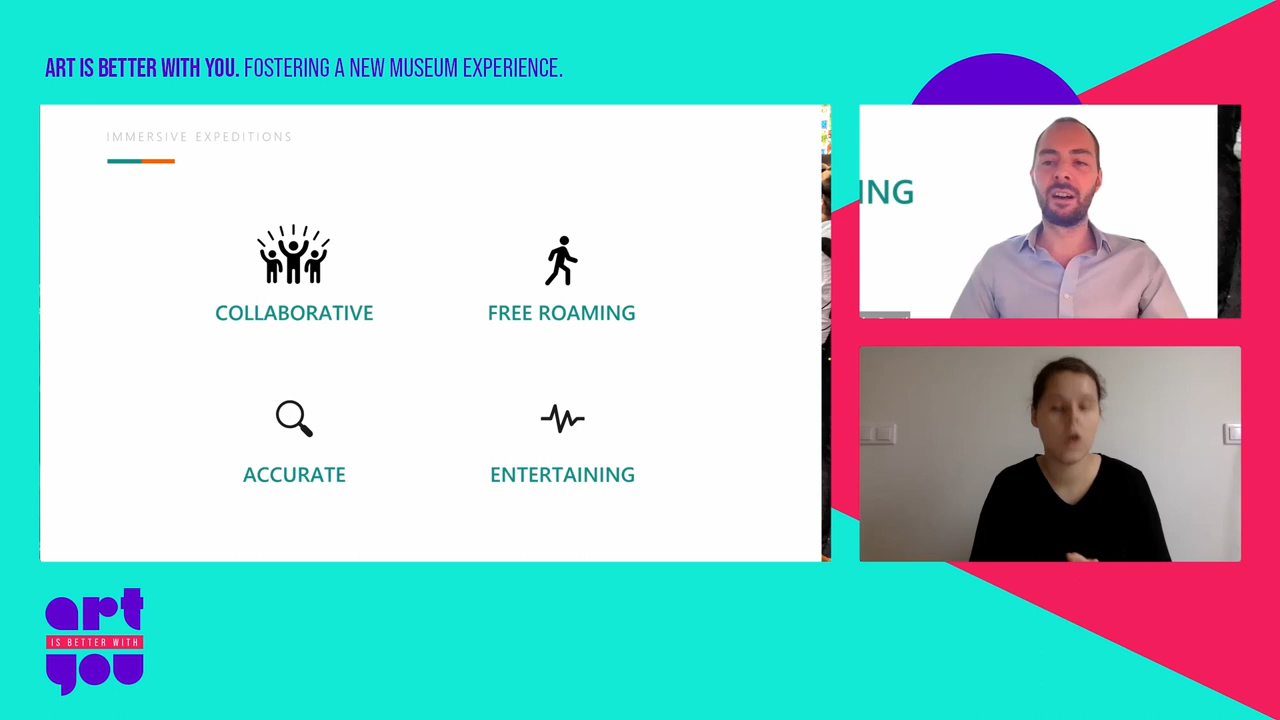 ART IS BETTER WITH YOU. FOSTERING A NEW MUSEUM EXPERIENCE.
IMMERSIVE EXPEDITIONS
COLLABORATIVE
FREE ROAMING
ACCURATE
ENTERTAINING
ING
art
IS BETTER WITH
you